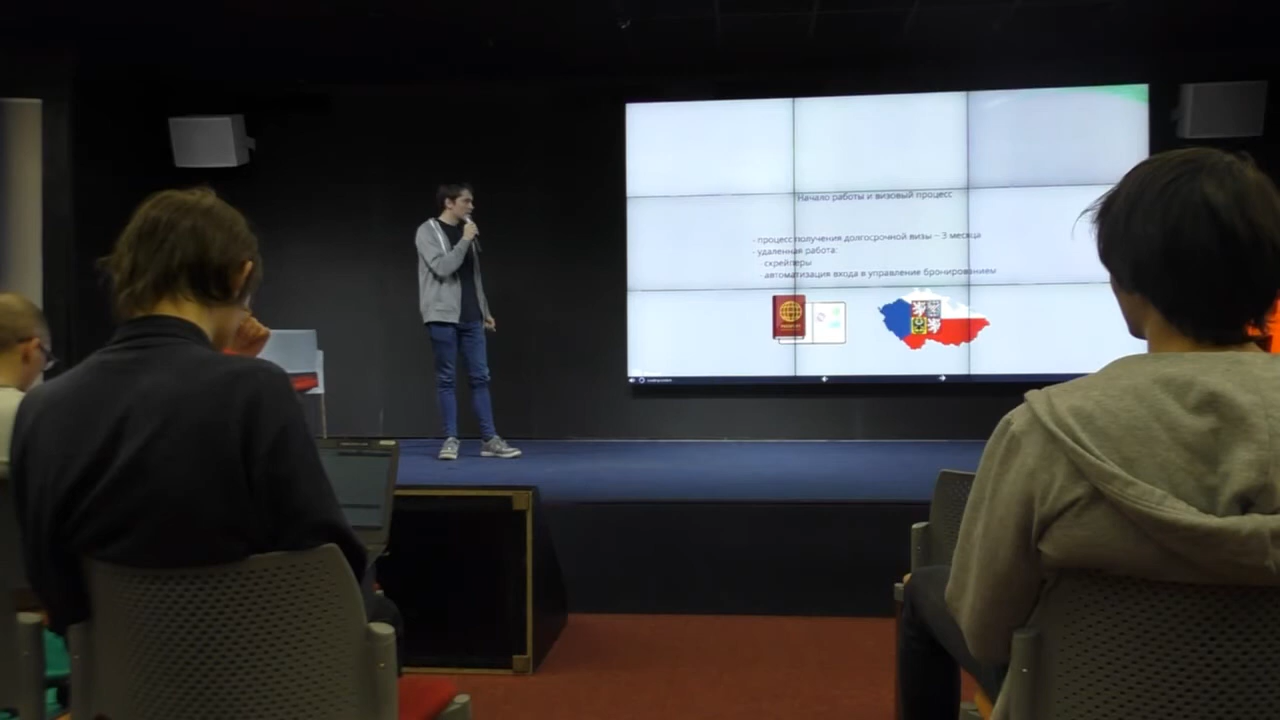 Начало работы и визовый процесс
- процесс получения долгосрочной визы ~ 3 месяца
- удаленная работа:
- скрейперы
- автоматизация входа в управление бронированием